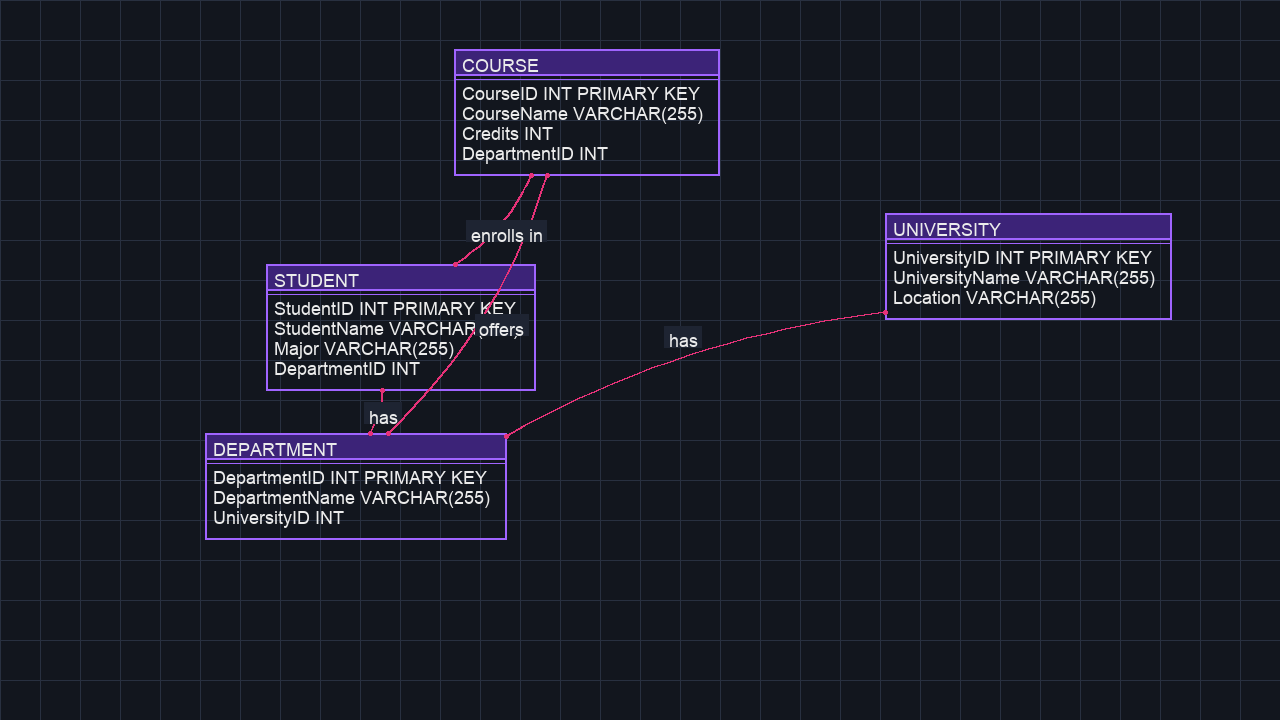 COURSE
CourseID INT PRIMARY KEY
CourseName VARCHAR(255)
Credits INT
DepartmentID INT
enrolls in
UNIVERSITY
UniversityID INT PRIMARY KEY
UniversityName VARCHAR(255)
Location VARCHAR(255)
STUDENT
StudentID INT PRIMARY KEY
StudentName VARCHAR
offers
Major VARCHAR(255)
DepartmentID INT
has
has
DEPARTMENT
DepartmentID INT PRIMARY KEY
DepartmentName VARCHAR(255)
UniversityID INT